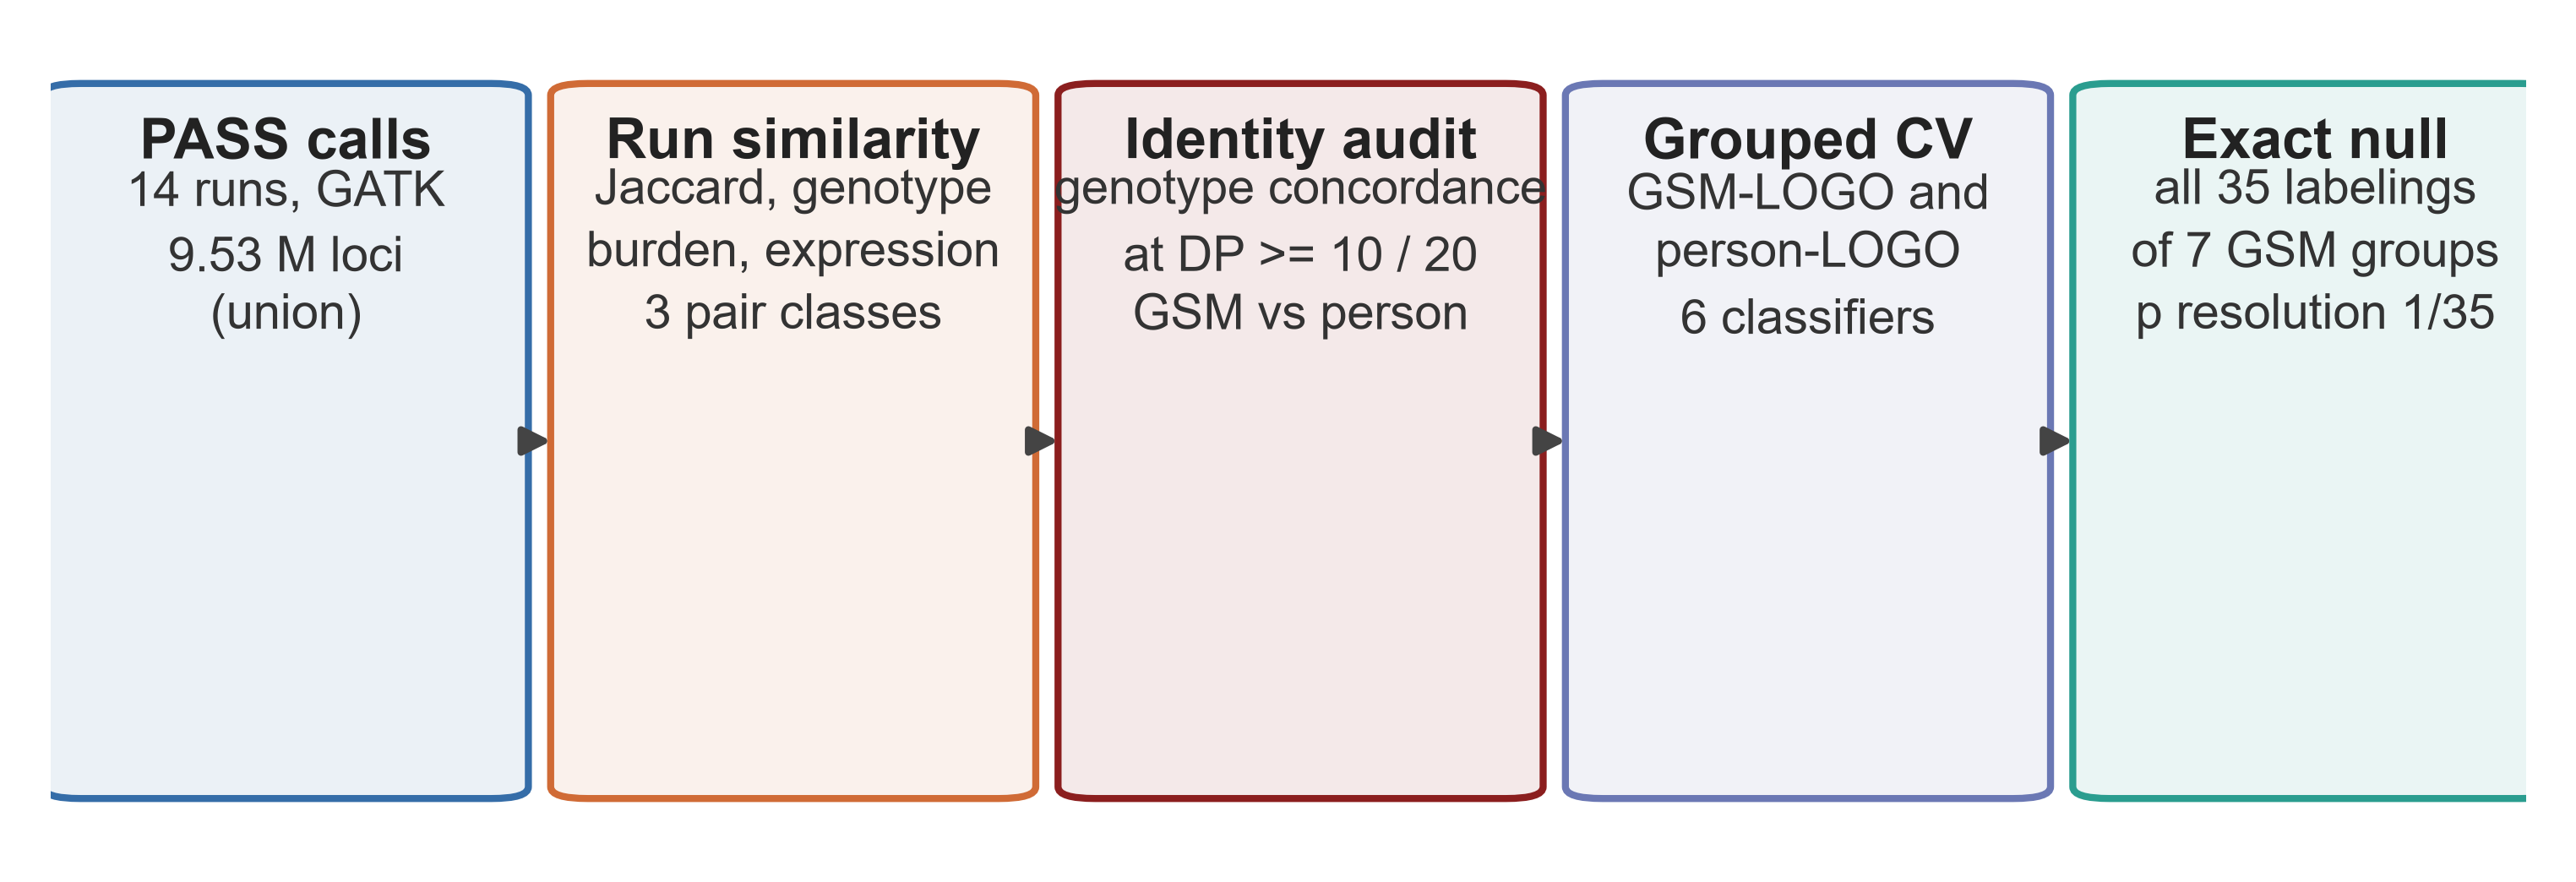 PASS calls
14 runs, GATK
9.53 M loci
(union)
Run similarity
Jaccard, genotype
burden, expression
3 pair classes
Identity audit
genotype concordance
at DP >= 10 / 20
GSM vs person
Grouped CV
GSM-LOGO and
person-LOGO
6 classifiers
Exact null
all 35 labelings
of 7 GSM groups
p resolution 1/35